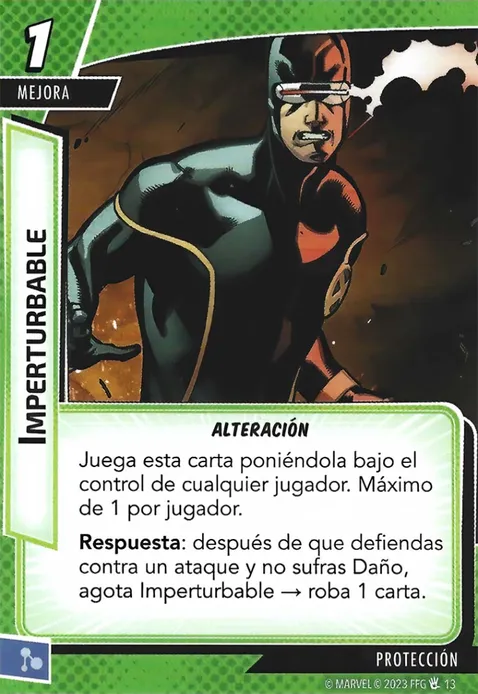 1
MEJORA
IMPERTURBABLE
ALTERACIÓN
Juega esta carta poniéndola bajo el
control de cualquier jugador. Máximo
de 1 por jugador.
Respuesta: después de que defiendas
contra un ataque y no sufras Daño,
agota Imperturbable → roba 1 carta.
PROTECCIÓN
© MARVEL © 2023 FFG 13